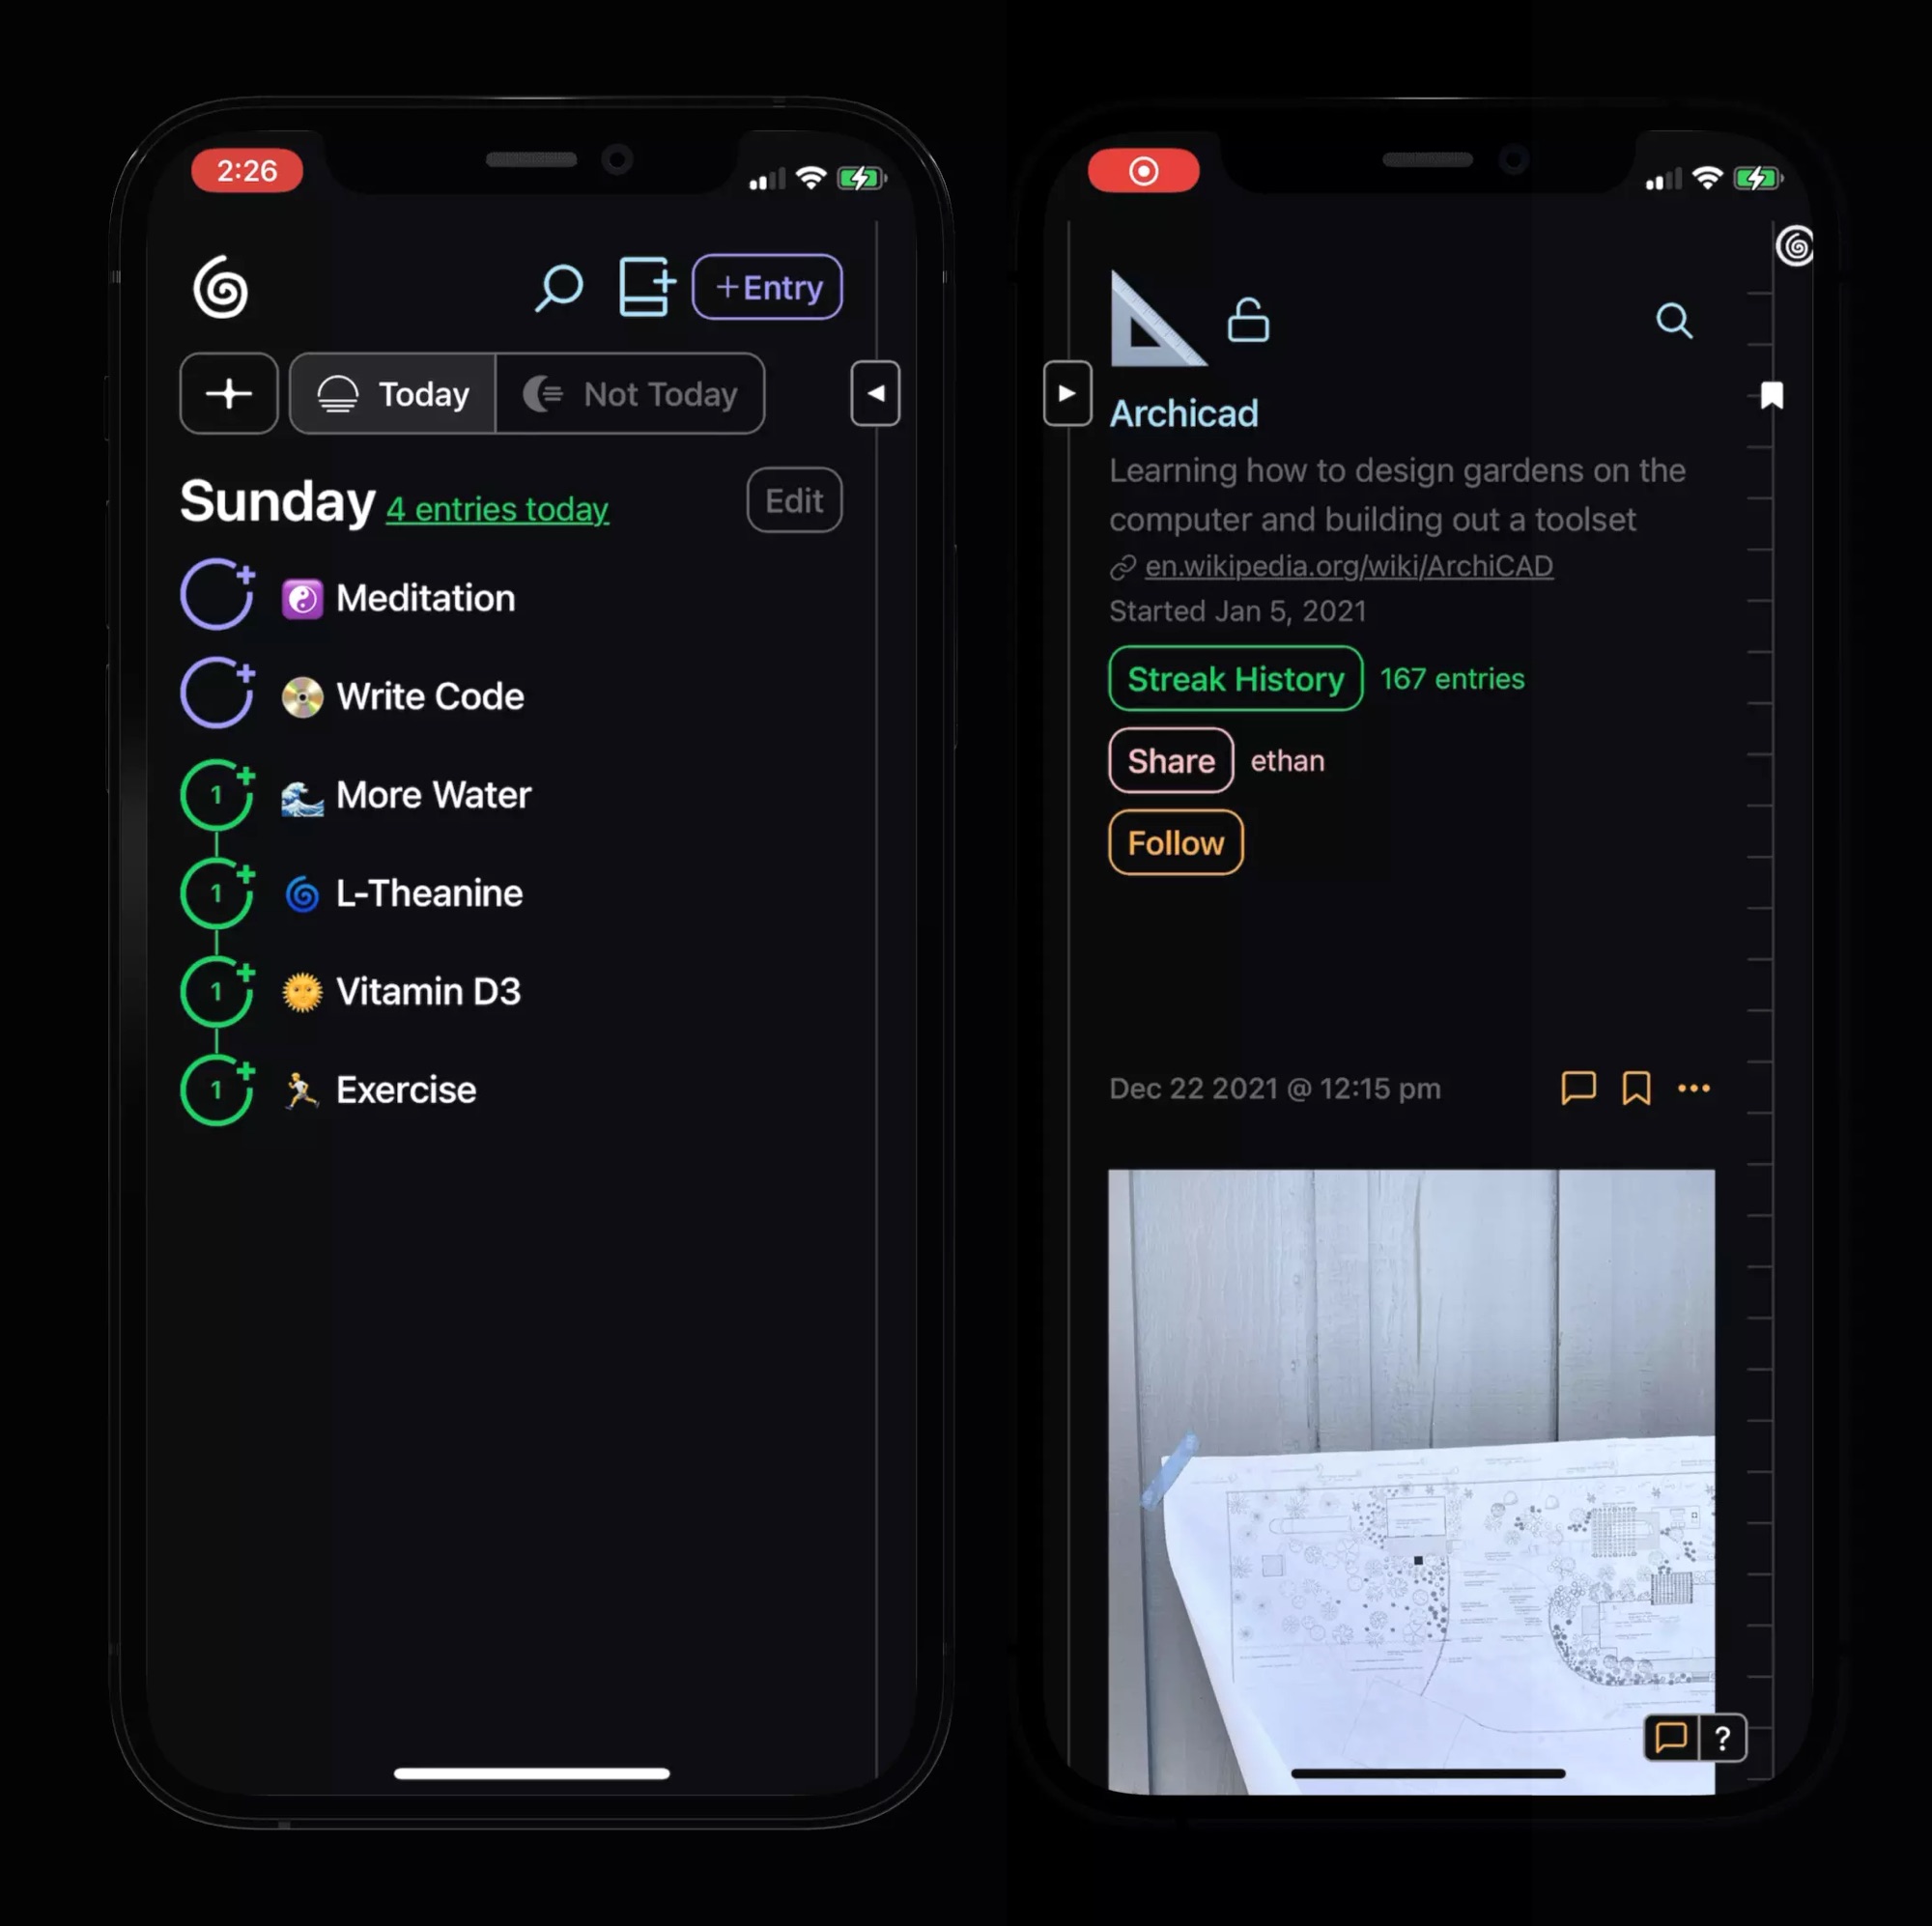 2:26
+Entry
Today
Not Today
Sunday 4 entries today
Edit
Meditation
Write Code
1 More Water
1 L-Theanine
1 Vitamin D3
1 Exercise
Archicad
Learning how to design gardens on the
computer and building out a toolset
en.wikipedia.org/wiki/ArchiCAD
Started Jan 5, 2021
Streak History 167 entries
Share ethan
Follow
Dec 22 2021 @ 12:15 pm
?